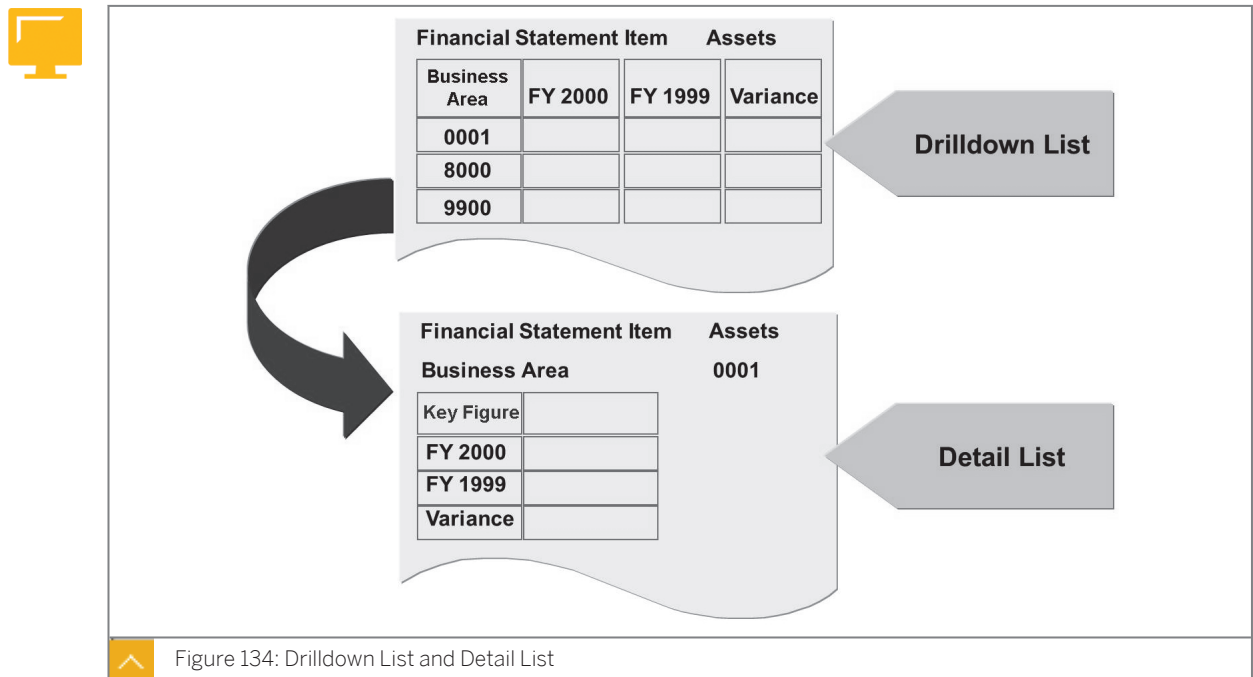 Financial Statement Item Assets
Business Area FY 2000 FY 1999 Variance
0001
8000
9900
Drilldown List
Financial Statement Item Assets
Business Area 0001
Key Figure
FY 2000
FY 1999
Variance
Detail List
Figure 134: Drilldown List and Detail List